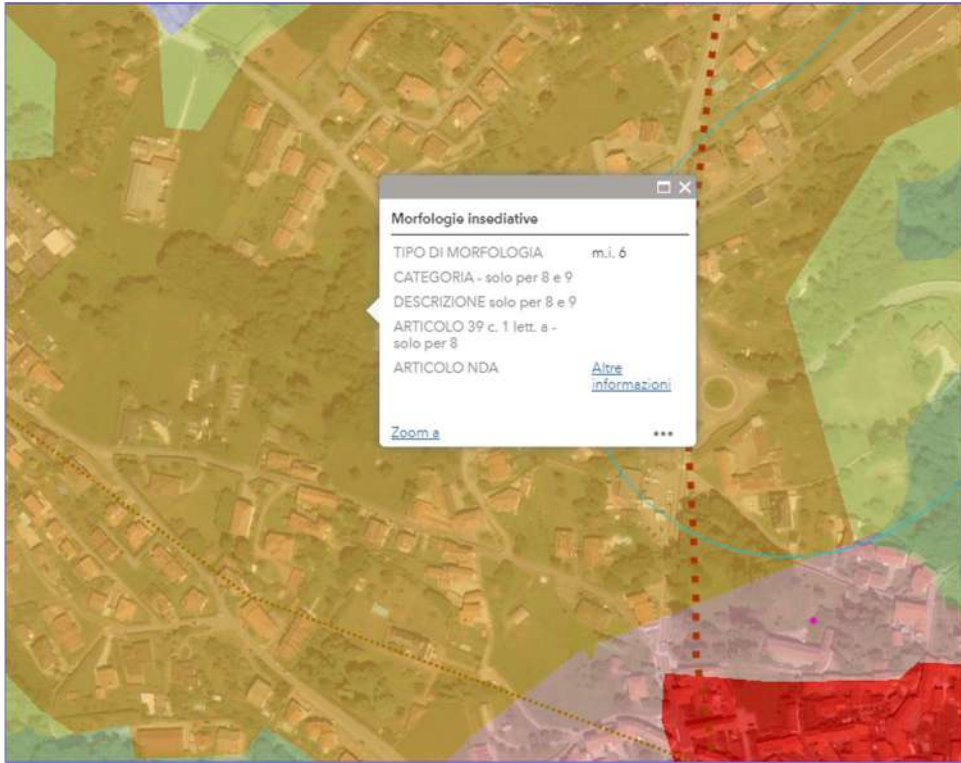 Morfologie insediative
TIPO DI MORFOLOGIA m.i. 6
CATEGORIA - solo per 8 e 9
DESCRIZIONE solo per 8 e 9
ARTICOLO 39 c. 1 lett. a -
solo per 8
ARTICOLO NDA Altre
informazioni
Zoom a